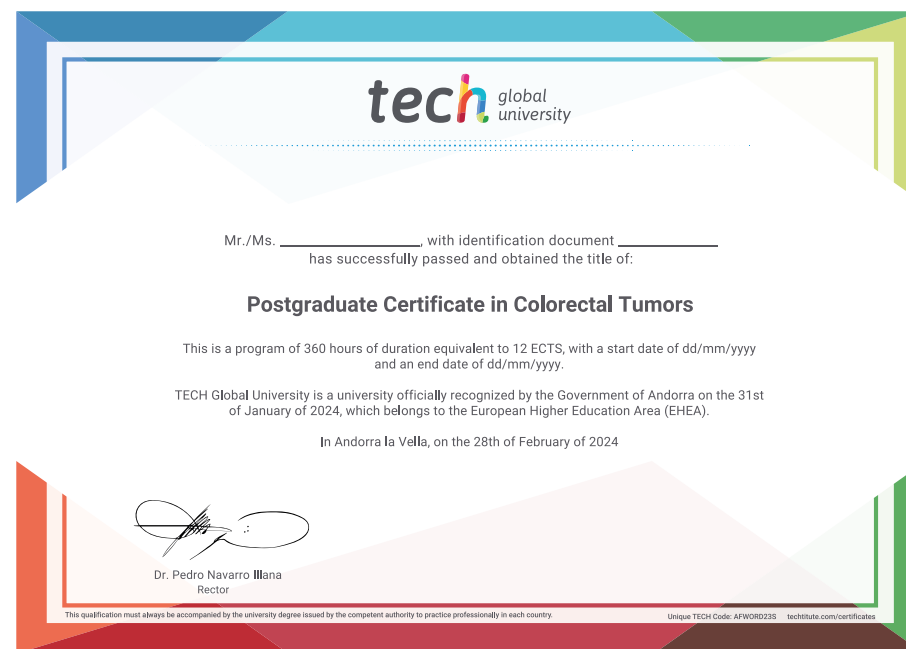 tech global university
Mr./Ms. ________________, with identification document ____________
has successfully passed and obtained the title of:
Postgraduate Certificate in Colorectal Tumors
This is a program of 360 hours of duration equivalent to 12 ECTS, with a start date of dd/mm/yyyy
and an end date of dd/mm/yyyy.
TECH Global University is a university officially recognized by the Government of Andorra on the 31st
of January of 2024, which belongs to the European Higher Education Area (EHEA).
In Andorra la Vella, on the 28th of February of 2024
Dr. Pedro Navarro Illana
Rector
This qualification must always be accompanied by the university degree issued by the competent authority to practice professionally in each country.
Unique TECH Code: AFWORD23S techtitute.com/certificates